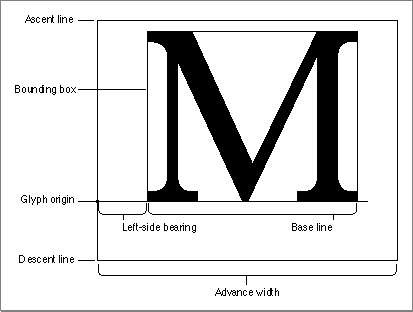 Ascent line
M
Bounding box
Glyph origin
Left-side bearing
Base line
Descent line
Advance width